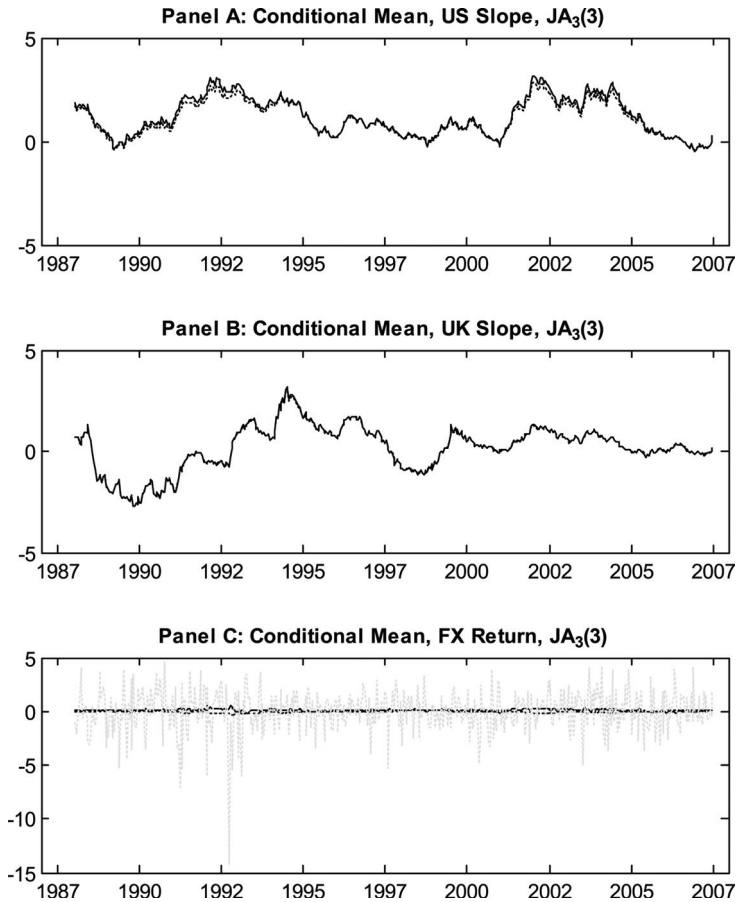 Panel A: Conditional Mean, US Slope, JA₃(3)
5
0
-5
1987 1990 1992 1995 1997 2000 2002 2005 2007
Panel B: Conditional Mean, UK Slope, JA₃(3)
5
0
-5
1987 1990 1992 1995 1997 2000 2002 2005 2007
Panel C: Conditional Mean, FX Return, JA₃(3)
5
0
-5
-10
-15
1987 1990 1992 1995 1997 2000 2002 2005 2007